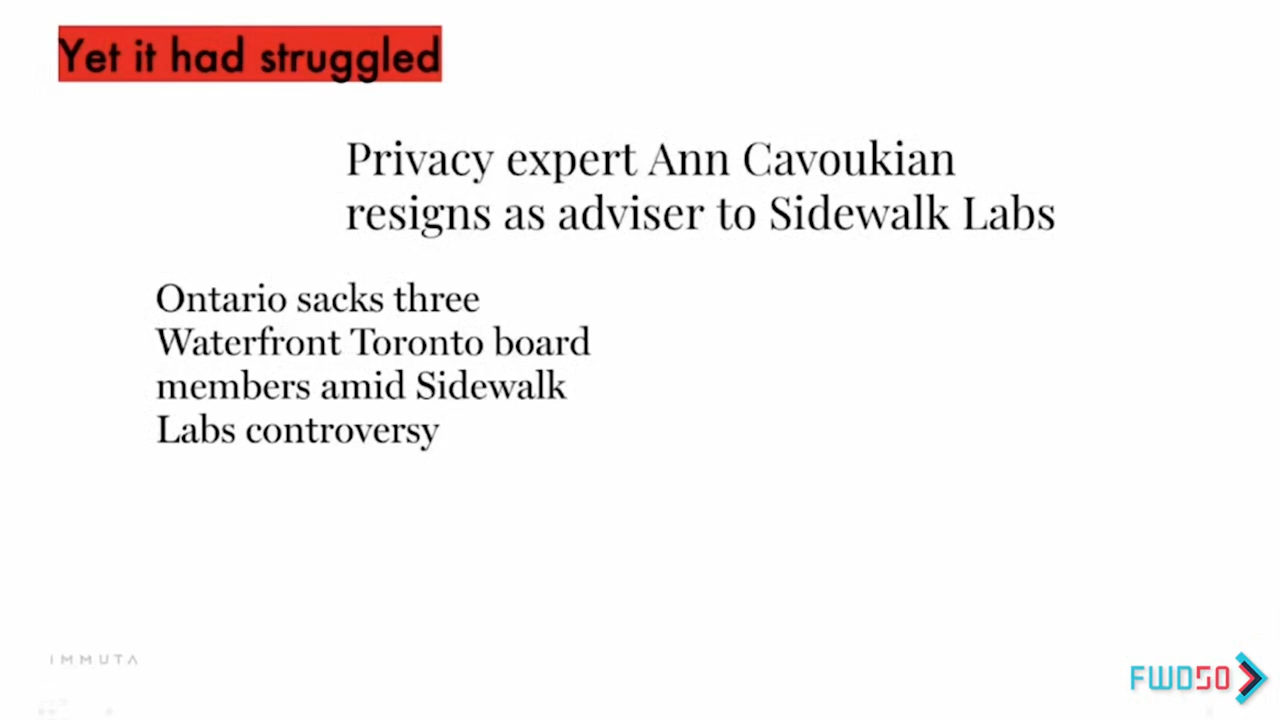 Yet it had struggled
Privacy expert Ann Cavoukian
resigns as adviser to Sidewalk Labs
Ontario sacks three
Waterfront Toronto board
members amid Sidewalk
Labs controversy
IMMUTA
FWD50